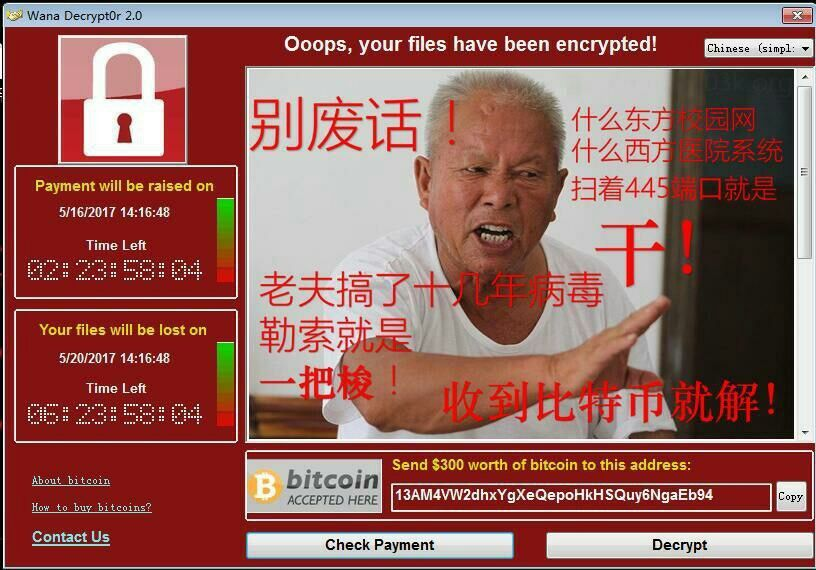 Wana Decrypt0r 2.0
Ooops, your files have been encrypted!
Chinese (simpl:
Payment will be raised on
5/16/2017 14:16:48
Time Left
02:23:58:04
Your files will be lost on
5/20/2017 14:16:48
Time Left
06:23:58:04
About bitcoin
How to buy bitcoins?
Contact Us
别废话！
什么东方校园网
什么西方医院系统
扫着445端口就是
干！
老夫搞了十几年病毒
勒索就是
一把梭！
收到比特币就解！
bitcoin
ACCEPTED HERE
Send $300 worth of bitcoin to this address:
13AM4VW2dhxYgXeQepoHkHSQuy6NgaEb94
Copy
Check Payment
Decrypt